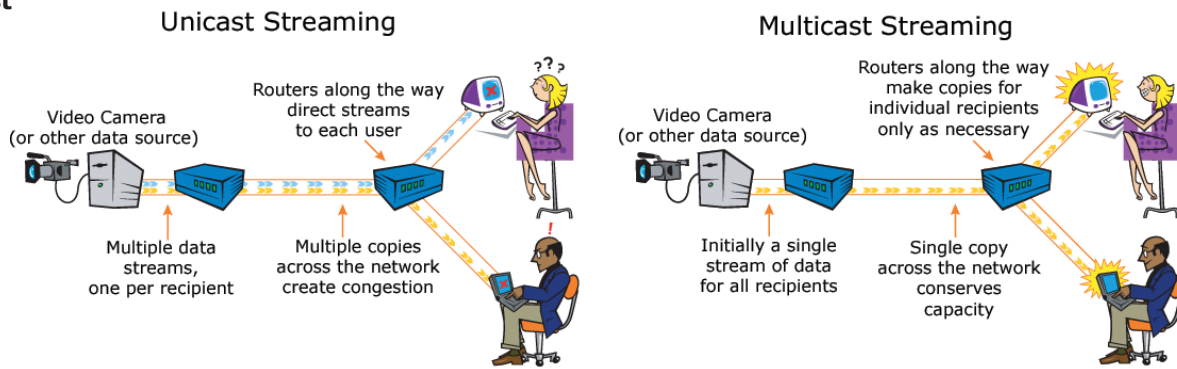 st
Unicast Streaming
Routers along the way
direct streams
to each user
???
Video Camera
(or other data source)
Multiple data
streams,
one per recipient
Multiple copies
across the network
create congestion
!
Multicast Streaming
Routers along the way
make copies for
individual recipients
only as necessary
Video Camera
(or other data source)
Initially a single
stream of data
for all recipients
Single copy
across the network
conserves
capacity